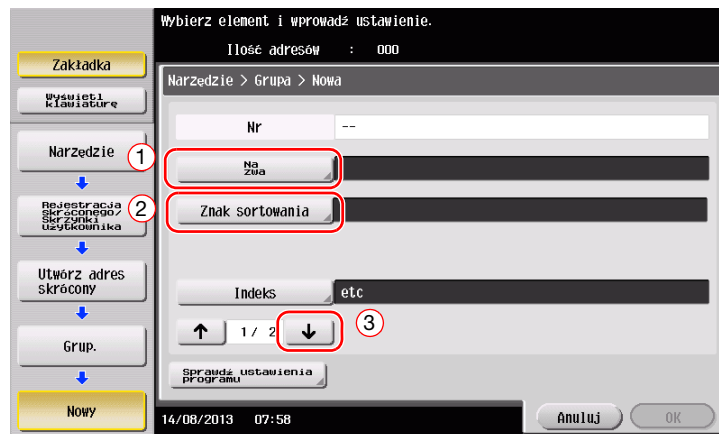 Wybierz element i wprowadź ustawienie.
Ilość adresów : 000
Zakładka
Wyświetl
klawiaturę
Narzędzie
Rejestracja
skróconego/
Skrzynki
użytkownika
Utwórz adres
skrócony
Grup.
Nowy
Narzędzie > Grupa > Nowa
Nr --
1
Na
zwa
2
Znak sortowania
Indeks etc
↑ 1/ 2 ↓ 3
Sprawdź ustawienia
programu
14/08/2013 07:58
Anuluj OK